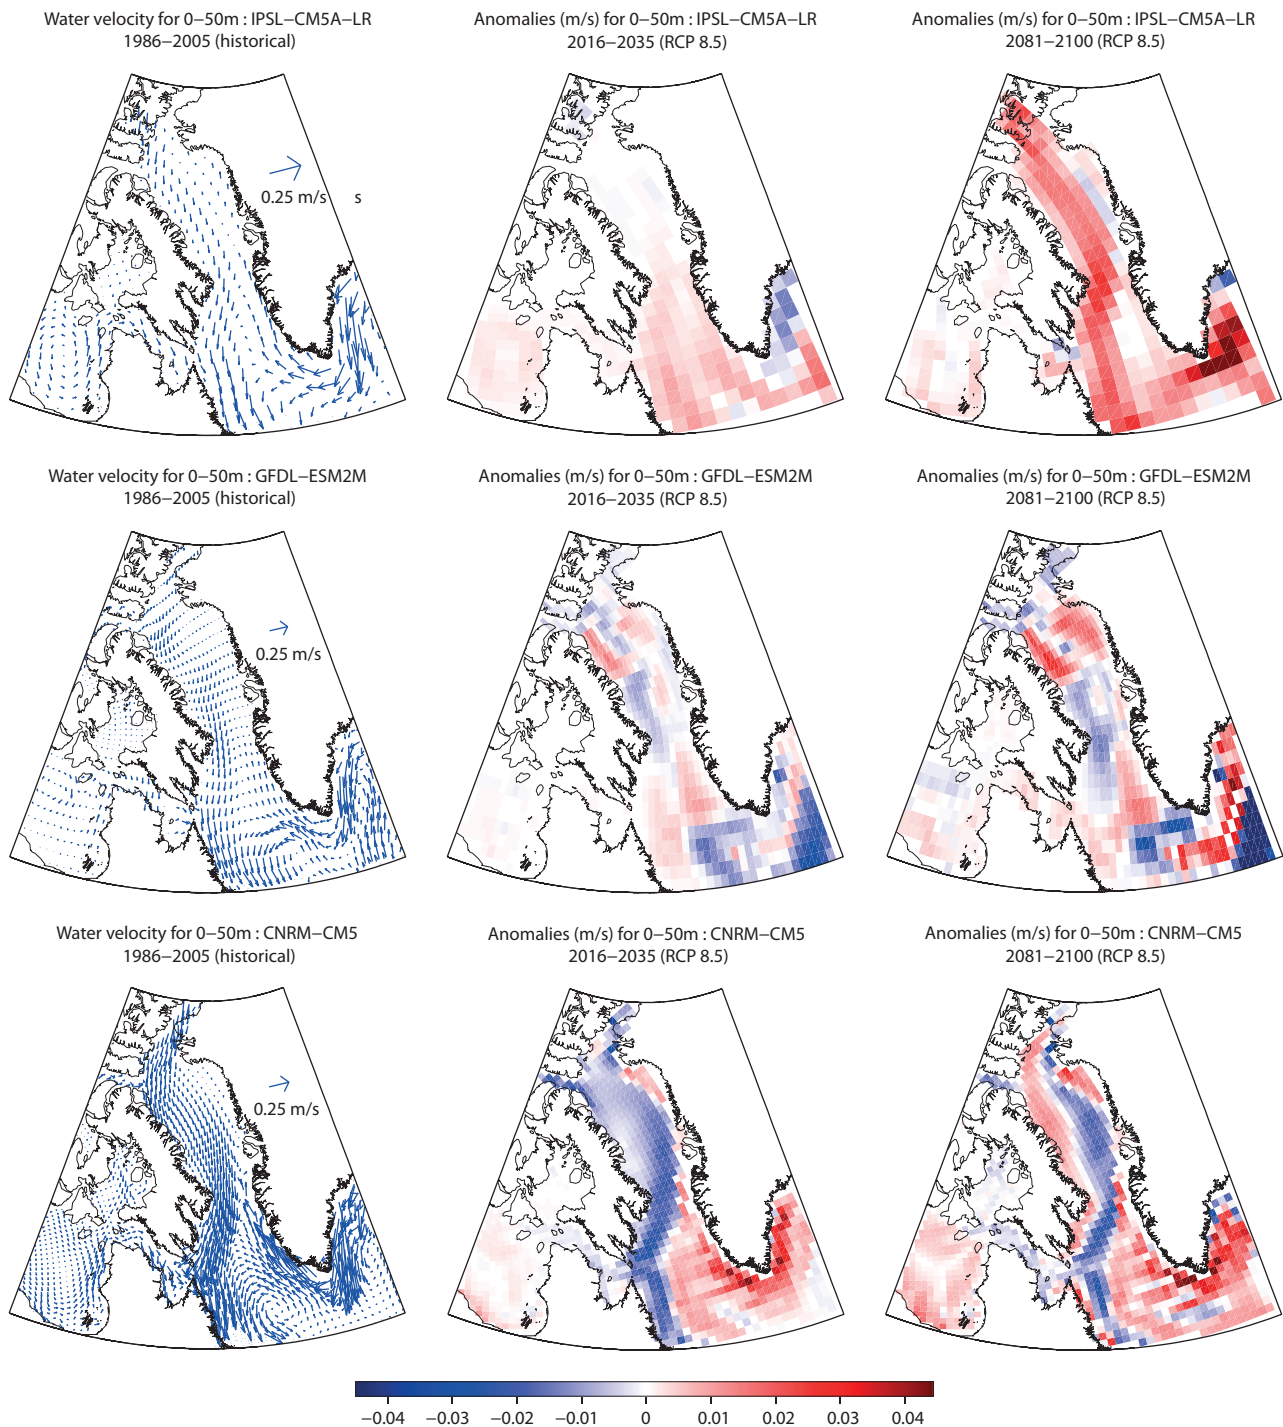 Water velocity for 0–50m : IPSL–CM5A–LR
1986–2005 (historical)
Anomalies (m/s) for 0–50m : IPSL–CM5A–LR
2016–2035 (RCP 8.5)
Anomalies (m/s) for 0–50m : IPSL–CM5A–LR
2081–2100 (RCP 8.5)
0.25 m/s s
Water velocity for 0–50m : GFDL–ESM2M
1986–2005 (historical)
Anomalies (m/s) for 0–50m : GFDL–ESM2M
2016–2035 (RCP 8.5)
Anomalies (m/s) for 0–50m : GFDL–ESM2M
2081–2100 (RCP 8.5)
0.25 m/s
Water velocity for 0–50m : CNRM–CM5
1986–2005 (historical)
Anomalies (m/s) for 0–50m : CNRM–CM5
2016–2035 (RCP 8.5)
Anomalies (m/s) for 0–50m : CNRM–CM5
2081–2100 (RCP 8.5)
0.25 m/s
−0.04 −0.03 −0.02 −0.01 0 0.01 0.02 0.03 0.04